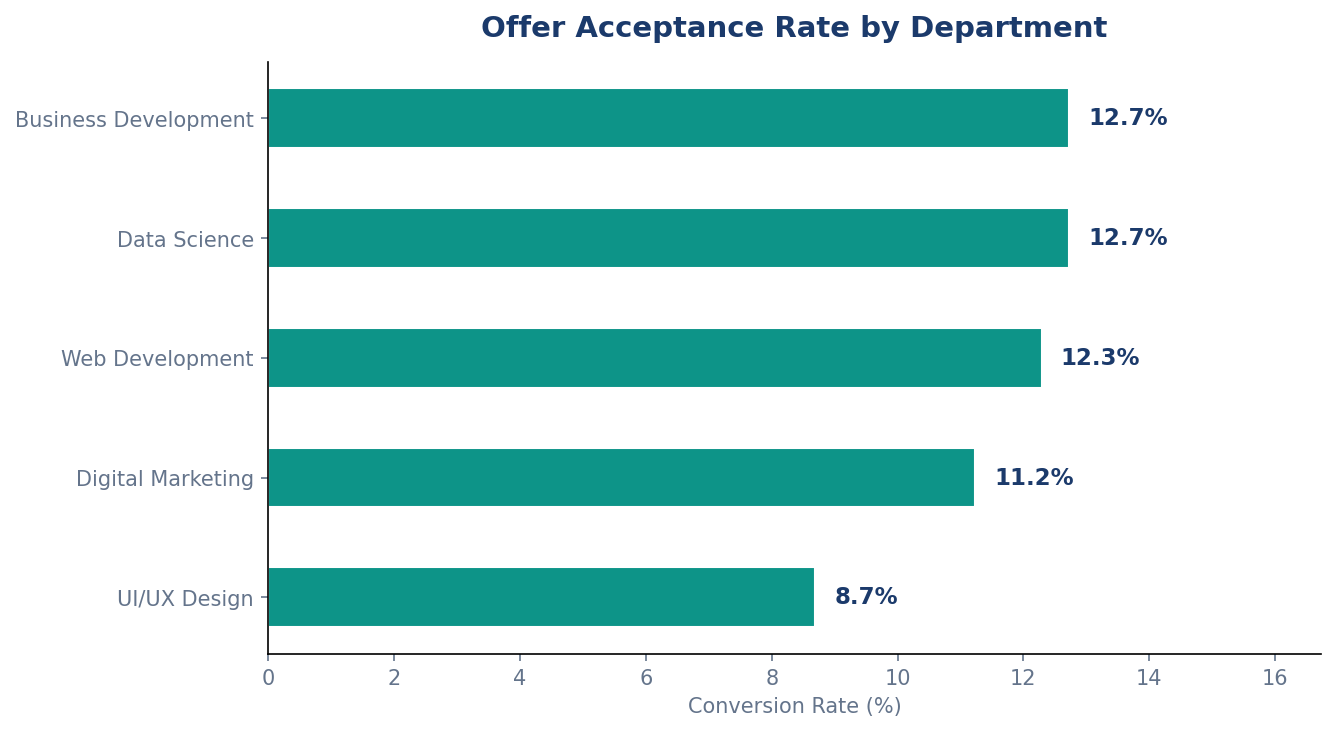 Offer Acceptance Rate by Department
Business Development
12.7%
Data Science
12.7%
Web Development
12.3%
Digital Marketing
11.2%
UI/UX Design
8.7%
0 2 4 6 8 10 12 14 16
Conversion Rate (%)